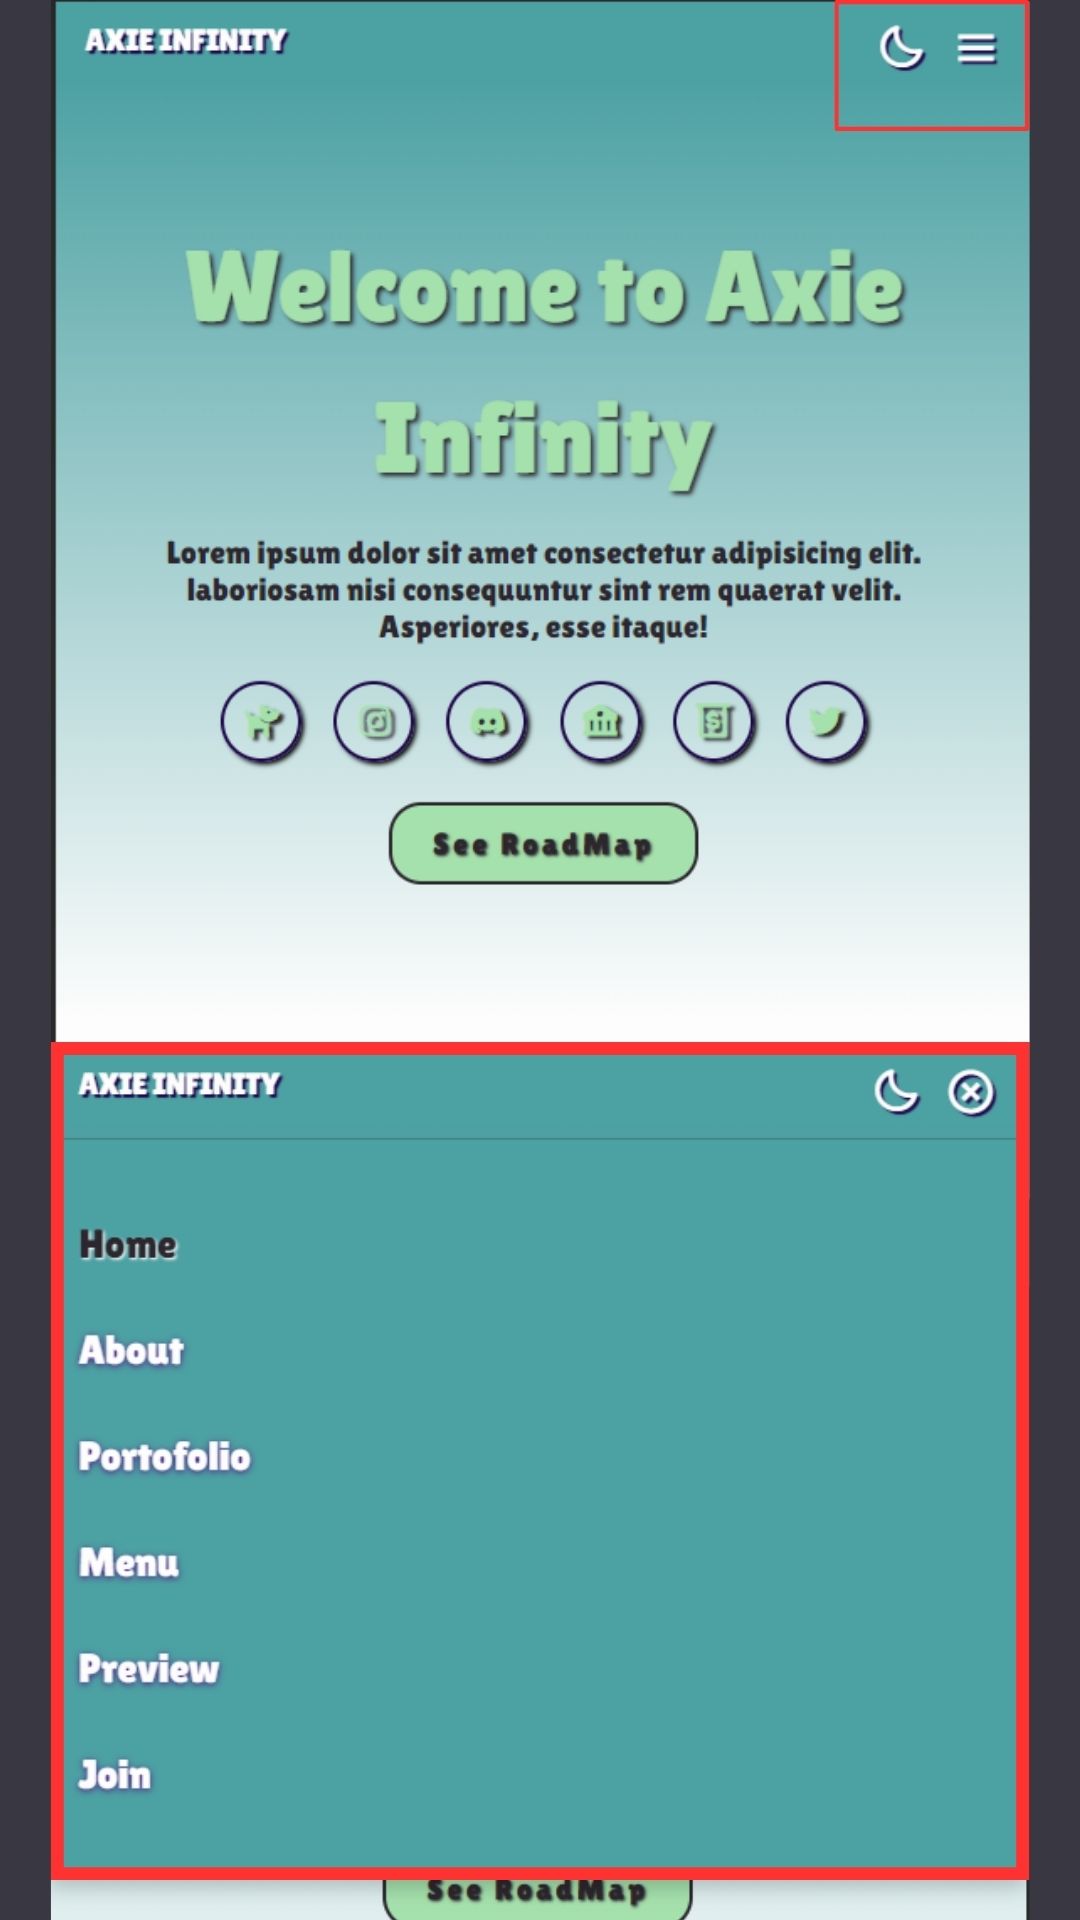 AXIE INFINITY
Welcome to Axie
Infinity
Lorem ipsum dolor sit amet consectetur adipisicing elit.
laboriosam nisi consequuntur sint rem quaerat velit.
Asperiores, esse itaque!
See RoadMap
AXIE INFINITY
Home
About
Portofolio
Menu
Preview
Join
See RoadMap